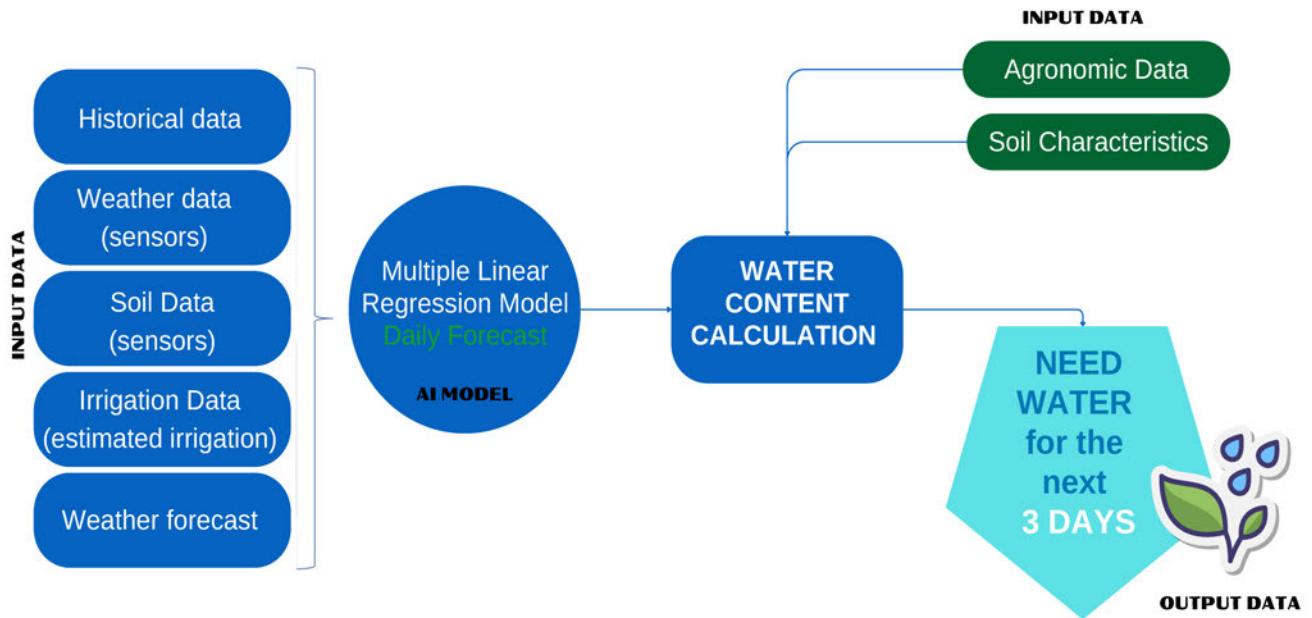 INPUT DATA
Historical data
Weather data
(sensors)
Soil Data
(sensors)
Irrigation Data
(estimated irrigation)
Weather forecast
Multiple Linear
Regression Model
Daily Forecast
AI MODEL
INPUT DATA
Agronomic Data
Soil Characteristics
WATER
CONTENT
CALCULATION
NEED
WATER
for the
next
3 DAYS
OUTPUT DATA